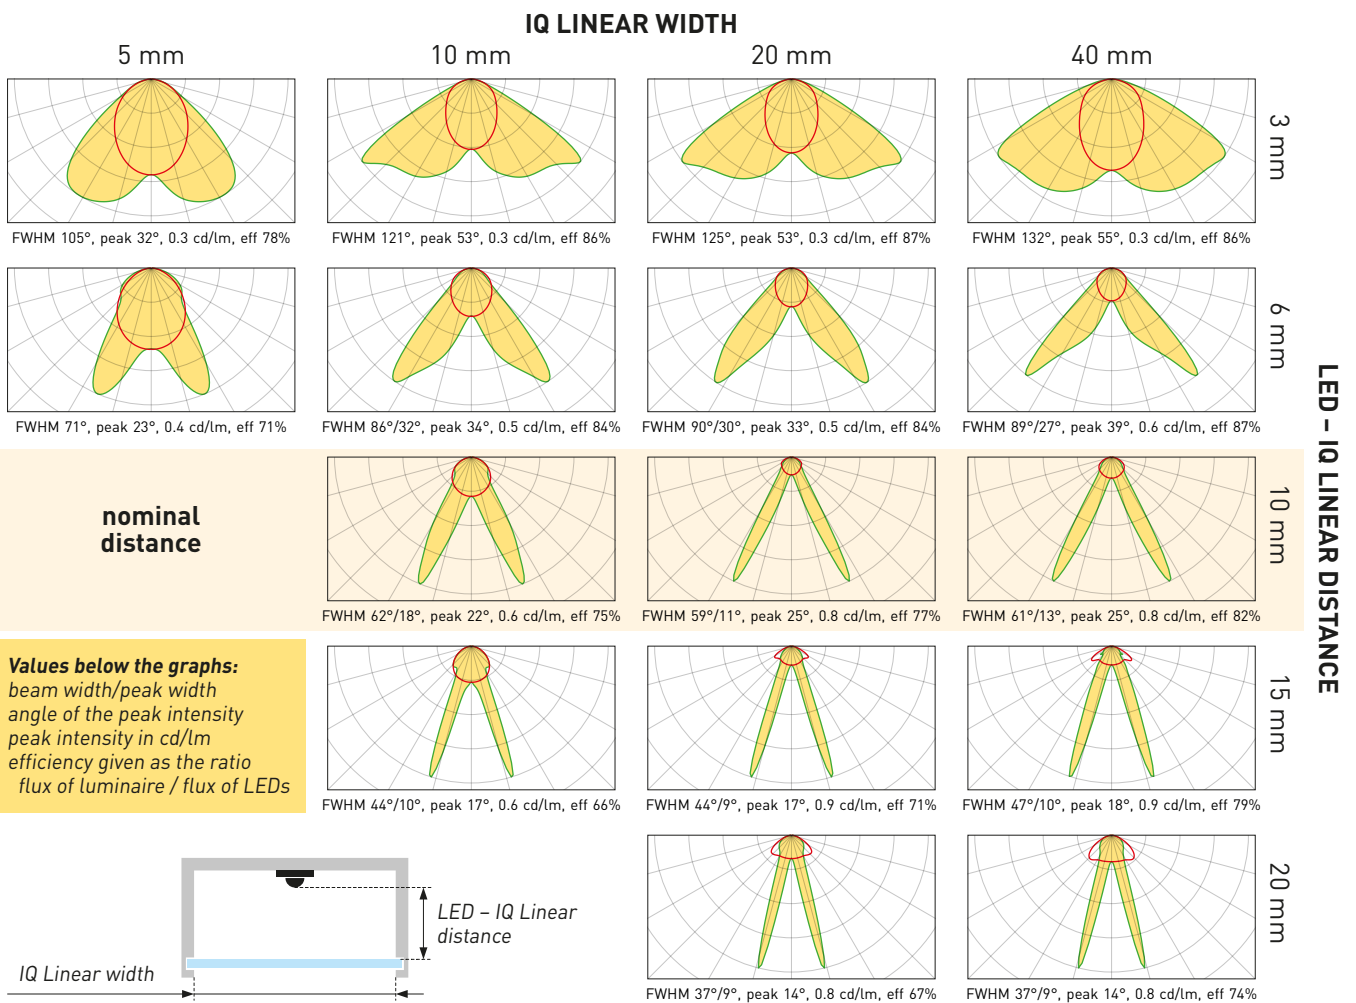 IQ LINEAR WIDTH
5 mm
10 mm
20 mm
40 mm
3 mm
FWHM 105°, peak 32°, 0.3 cd/lm, eff 78%
FWHM 121°, peak 53°, 0.3 cd/lm, eff 86%
FWHM 125°, peak 53°, 0.3 cd/lm, eff 87%
FWHM 132°, peak 55°, 0.3 cd/lm, eff 86%
6 mm
FWHM 71°, peak 23°, 0.4 cd/lm, eff 71%
FWHM 86°/32°, peak 34°, 0.5 cd/lm, eff 84%
FWHM 90°/30°, peak 33°, 0.5 cd/lm, eff 84%
FWHM 89°/27°, peak 39°, 0.6 cd/lm, eff 87%
LED – IQ LINEAR DISTANCE
nominal
distance
10 mm
FWHM 62°/18°, peak 22°, 0.6 cd/lm, eff 75%
FWHM 59°/11°, peak 25°, 0.8 cd/lm, eff 77%
FWHM 61°/13°, peak 25°, 0.8 cd/lm, eff 82%
Values below the graphs:
beam width/peak width
angle of the peak intensity
peak intensity in cd/lm
efficiency given as the ratio
flux of luminaire / flux of LEDs
15 mm
FWHM 44°/10°, peak 17°, 0.6 cd/lm, eff 66%
FWHM 44°/9°, peak 17°, 0.9 cd/lm, eff 71%
FWHM 47°/10°, peak 18°, 0.9 cd/lm, eff 79%
20 mm
LED – IQ Linear
distance
IQ Linear width
FWHM 37°/9°, peak 14°, 0.8 cd/lm, eff 67%
FWHM 37°/9°, peak 14°, 0.8 cd/lm, eff 74%